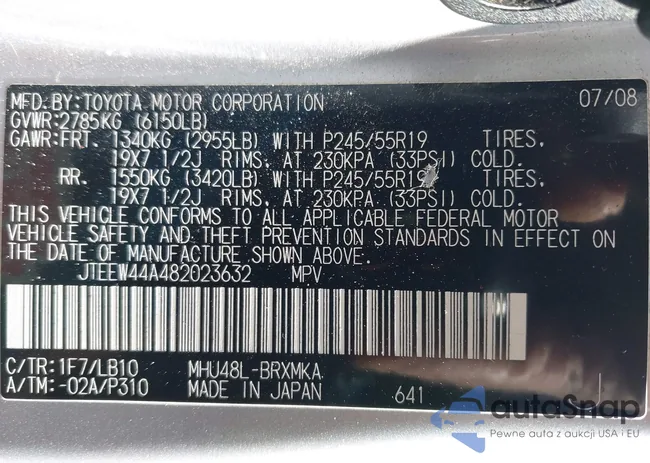 MFD.BY:TOYOTA MOTOR CORPORATION 07/08
GVWR:2785KG (6150LB)
GAWR:FRT. 1340KG (2955LB) WITH P245/55R19 TIRES,
19X7 1/2J RIMS, AT 230KPA (33PSI) COLD.
RR. 1550KG (3420LB) WITH P245/55R19 TIRES,
19X7 1/2J RIMS, AT 230KPA (33PSI) COLD.
THIS VEHICLE CONFORMS TO ALL APPLICABLE FEDERAL MOTOR
VEHICLE SAFETY AND THEFT PREVENTION STANDARDS IN EFFECT ON
THE DATE OF MANUFACTURE SHOWN ABOVE.
JTEEW44A482023632 MPV
C/TR:1F7/LB10 MHU48L-BRXMKA
A/TM:-02A/P310 MADE IN JAPAN 641
autaSnap
Pewne auta z aukcji USA i EU